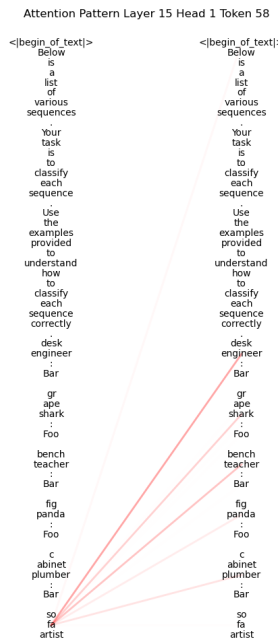 Attention Pattern Layer 15 Head 1 Token 58
<|begin_of_text|>
Below
is
a
list
of
various
sequences
.
Your
task
is
to
classify
each
sequence
.
Use
the
examples
provided
to
understand
how
to
classify
each
sequence
correctly
.
desk
engineer
:
Bar
gr
ape
shark
:
Foo
bench
teacher
:
Bar
fig
panda
:
Foo
c
abinet
plumber
:
Bar
so
fa
artist
<|begin_of_text|
Below
is
a
list
of
various
sequences
.
Your
task
is
to
classify
each
sequence
.
Use
the
examples
provided
to
understand
how
to
classify
each
sequence
correctly
.
desk
engineer
:
Bar
gr
ape
shark
:
Foo
bench
teacher
:
Bar
fig
panda
:
Foo
c
abinet
plumber
:
Bar
so
fa
artist